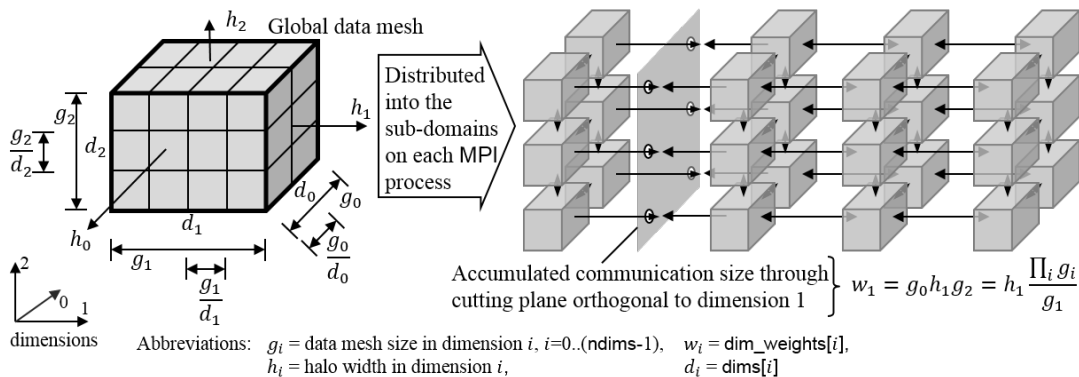 h₂
Global data mesh
g₂
h₁
g₂/d₂
d₂
Distributed
into the
sub-domains
on each MPI
process
d₀
g₀
h₀
d₁
g₀/d₀
g₁
g₁/d₁
2
0
1
dimensions
Accumulated communication size through
cutting plane orthogonal to dimension 1
w₁ = g₀h₁g₂ = h₁ ∏ᵢ gᵢ / g₁
Abbreviations: gᵢ = data mesh size in dimension i, i=0..(ndims-1), wᵢ = dim_weights[i],
hᵢ = halo width in dimension i, dᵢ = dims[i]